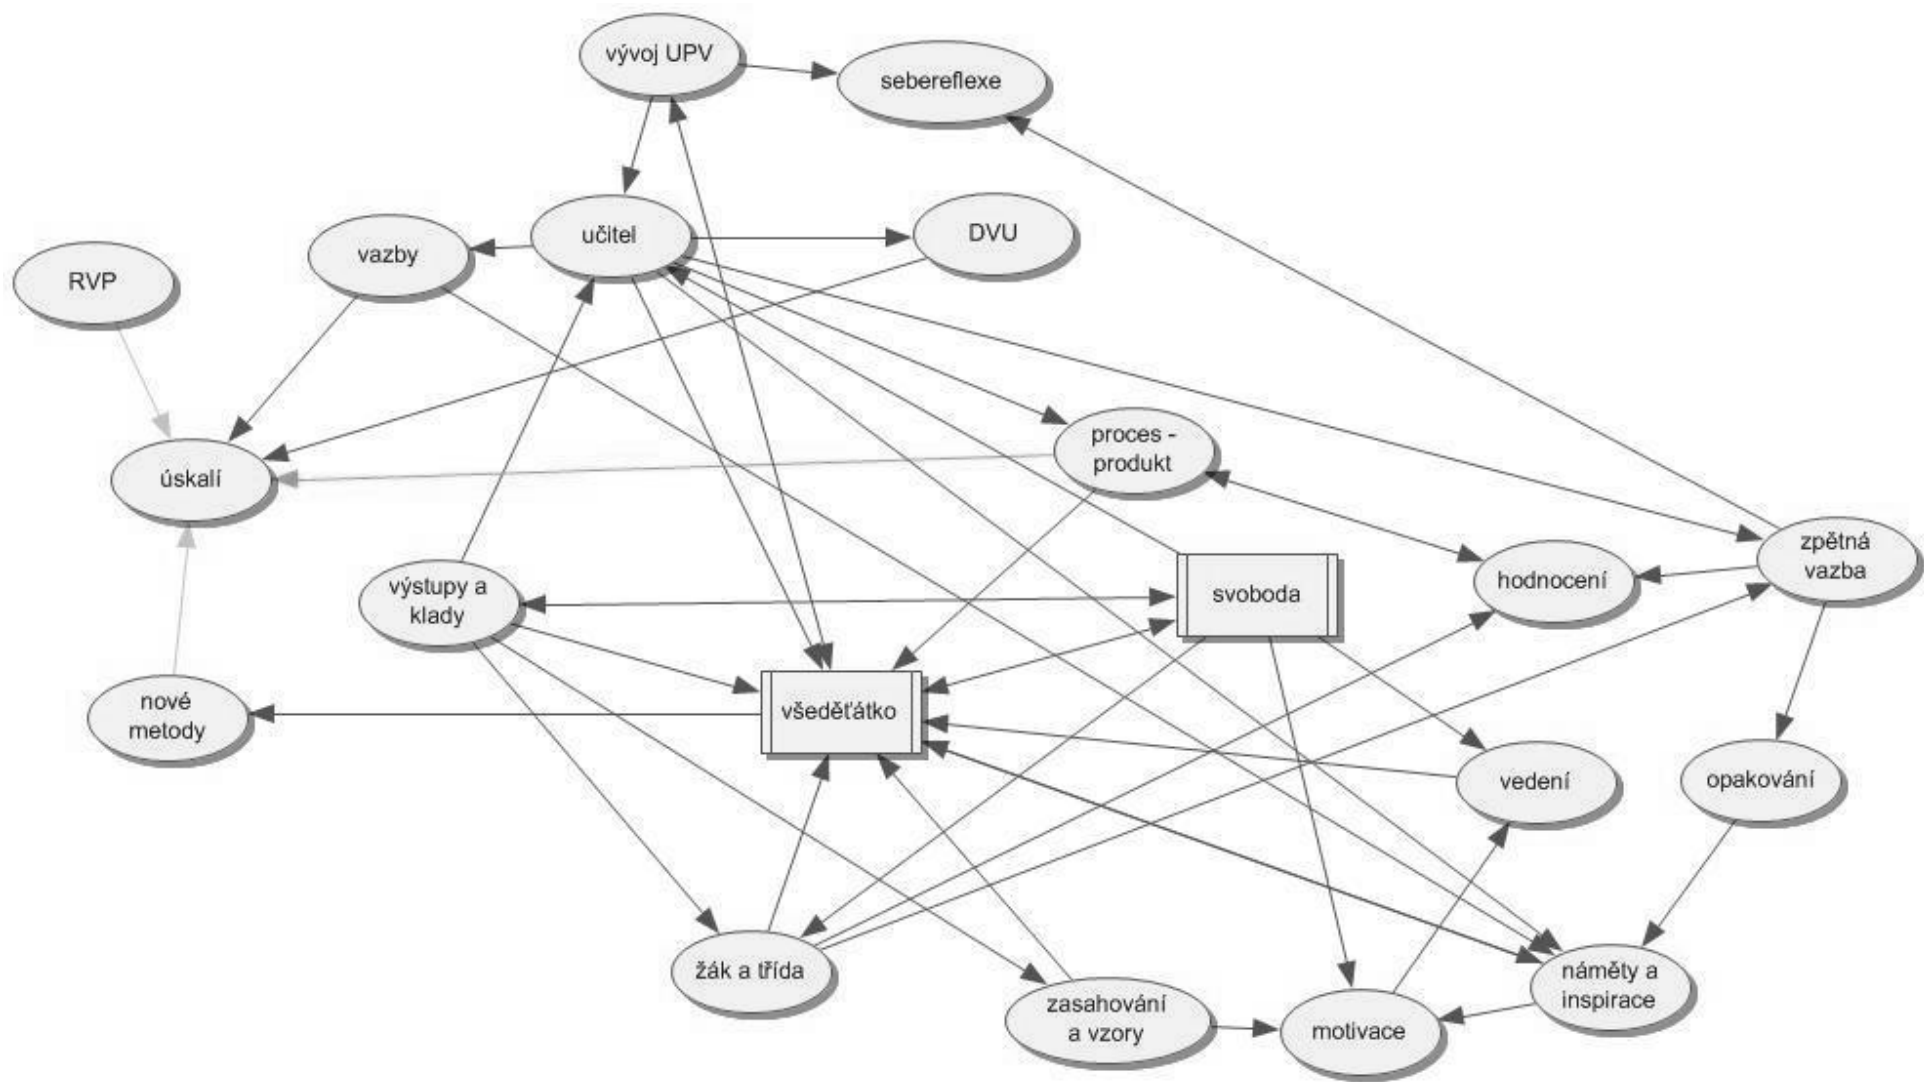 vývoj UPV
sebereflexe
učitel
DVU
vazby
RVP
proces -
produkt
úskalí
zpětná
vazba
hodnocení
výstupy a
klady
svoboda
nové
metody
všeděťátko
vedení
opakování
žák a třída
náměty a
inspirace
zasahování
a vzory
motivace